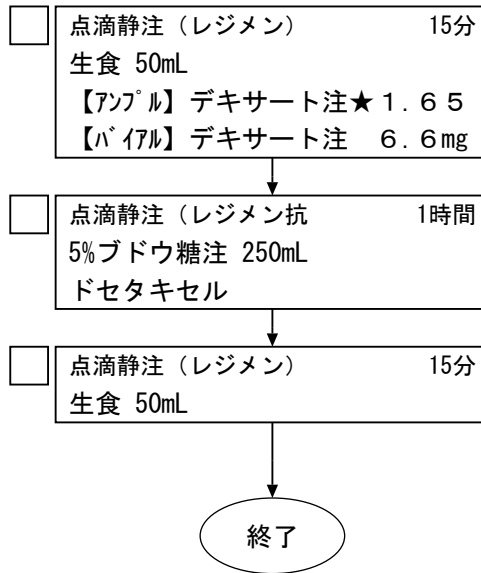 点滴静注（レジメン） 15分
生食 50mL
【ｱﾝﾌﾟﾙ】デキサート注★１.６５
【ﾊﾞｲｱﾙ】デキサート注 ６.６mg
点滴静注（レジメン抗 1時間
5%ブドウ糖注 250mL
ドセタキセル
点滴静注（レジメン） 15分
生食 50mL
終了